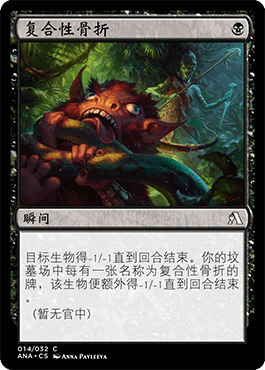 复合性骨折
瞬间
目标生物得-1/-1直到回合结束。你的坟
墓场中每有一张名称为复合性骨折的
牌，该生物便额外得-1/-1直到回合结束
。
（暂无官中）
014/032 C
ANA • CS Anna Pavleeva